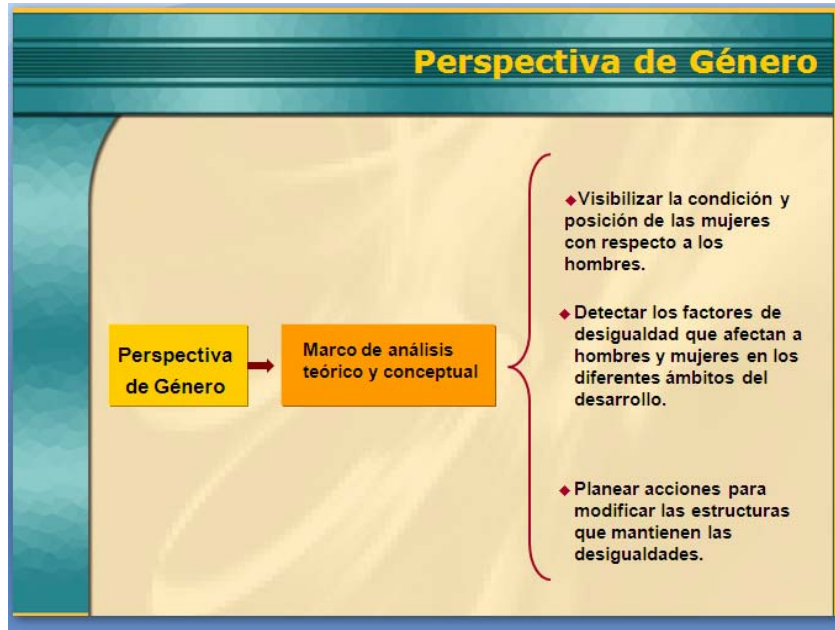 Perspectiva de Género
Perspectiva
de Género
Marco de análisis
teórico y conceptual
◆Visibilizar la condición y
posición de las mujeres
con respecto a los
hombres.
◆ Detectar los factores de
desigualdad que afectan a
hombres y mujeres en los
diferentes ámbitos del
desarrollo.
◆ Planear acciones para
modificar las estructuras
que mantienen las
desigualdades.